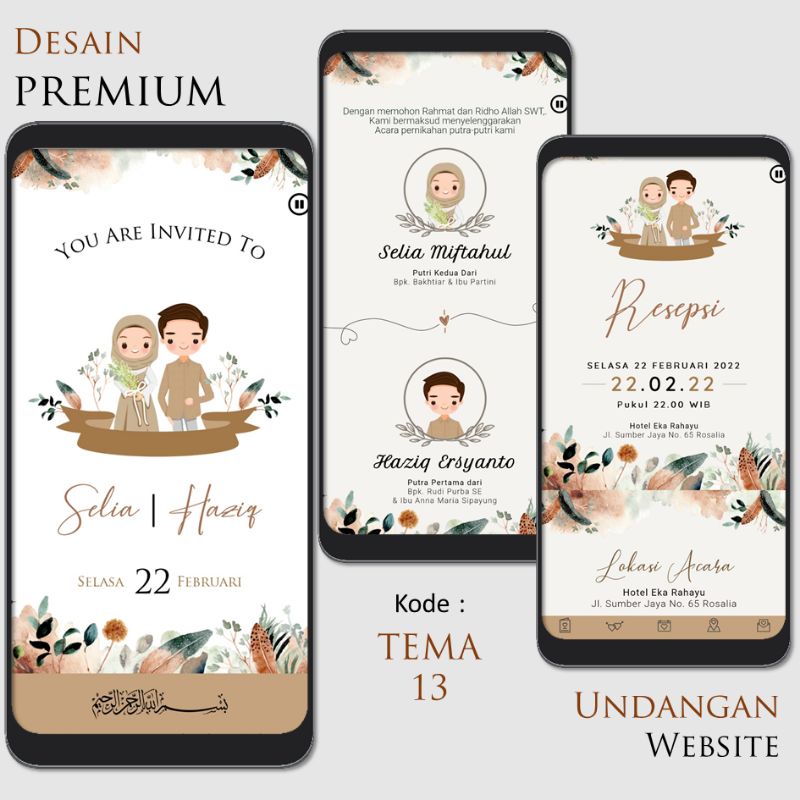 DESAIN
PREMIUM
YOU ARE INVITED TO
Selia | Haziq
SELASA 22 FEBRUARI
بسم الله الرحمن الرحيم
Dengan memohon Rahmat dan Ridho Allah SWT,.
Kami bermaksud menyelenggarakan
Acara pernikahan putra-putri kami
Selia Miftahul
Putri Kedua Dari
Bpk. Bakhtiar & Ibu Partini
Haziq Ersyanto
Putra Pertama dari
Bpk. Rudi Purba SE
& Ibu Anna Maria Sipayung
Resepsi
SELASA 22 FEBRUARI 2022
22.02.22
Pukul 22.00 WIB
Hotel Eka Rahayu
Jl. Sumber Jaya No. 65 Rosalia
Lokasi Acara
Hotel Eka Rahayu
Jl. Sumber Jaya No. 65 Rosalia
Kode :
TEMA
13
UNDANGAN
WEBSITE